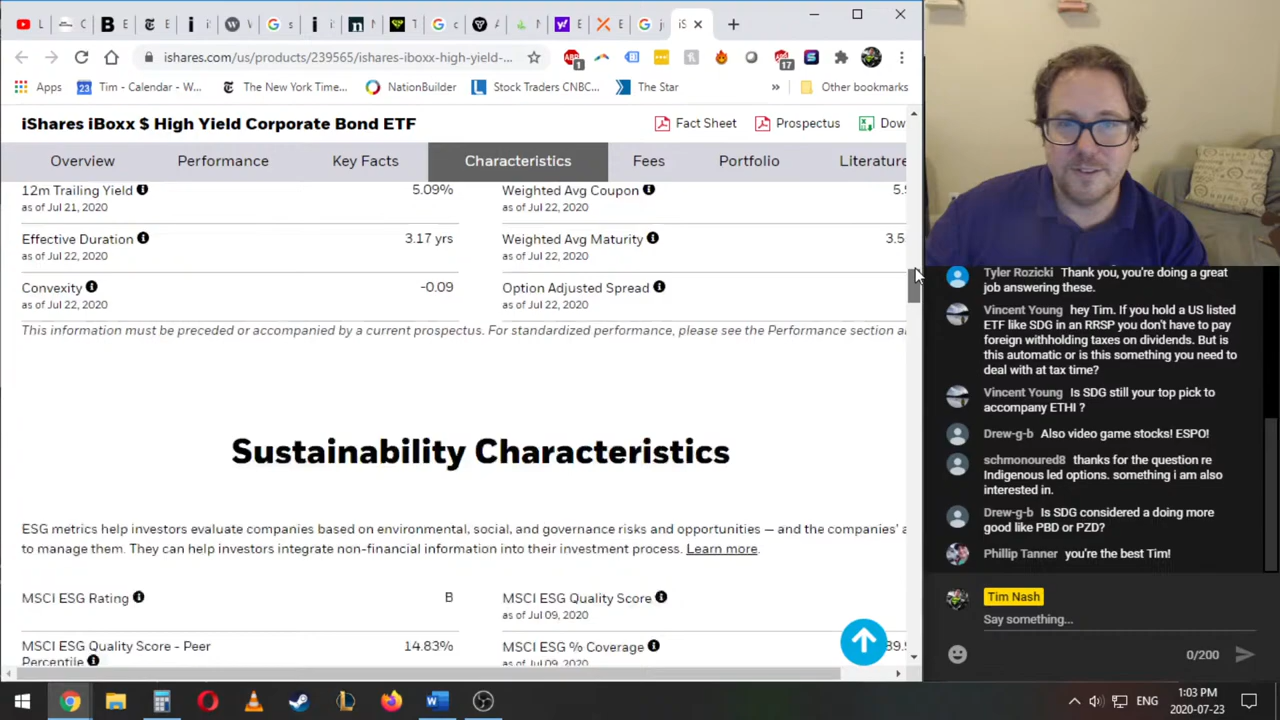 ishares.com/us/products/239565/ishares-iboxx-high-yield-...
Apps
Tim - Calendar - W...
The New York Time...
NationBuilder
Stock Traders CNBC...
The Star
»
Other bookmarks
iShares iBoxx $ High Yield Corporate Bond ETF
Fact Sheet
Prospectus
Dow
Overview
Performance
Key Facts
Characteristics
Fees
Portfolio
Literature
12m Trailing Yield
5.09%
as of Jul 21, 2020
Weighted Avg Coupon
5.9
as of Jul 22, 2020
Effective Duration
3.17 yrs
as of Jul 22, 2020
Weighted Avg Maturity
3.5
as of Jul 22, 2020
Convexity
-0.09
as of Jul 22, 2020
Option Adjusted Spread
as of Jul 22, 2020
This information must be preceded or accompanied by a current prospectus. For standardized performance, please see the Performance section a
Sustainability Characteristics
ESG metrics help investors evaluate companies based on environmental, social, and governance risks and opportunities — and the companies' a
to manage them. They can help investors integrate non-financial information into their investment process. Learn more.
MSCI ESG Rating
B
MSCI ESG Quality Score
as of Jul 09, 2020
MSCI ESG Quality Score - Peer
Percentile
14.83%
MSCI ESG % Coverage
as of Jul 09, 2020
Tyler Rozicki Thank you, you're doing a great
job answering these.
Vincent Young hey Tim. If you hold a US listed
ETF like SDG in an RRSP you don't have to pay
foreign withholding taxes on dividends. But is
this automatic or is this something you need to
deal with at tax time?
Vincent Young Is SDG still your top pick to
accompany ETHI ?
Drew-g-b Also video game stocks! ESPO!
schmonoured8 thanks for the question re
Indigenous led options. something i am also
interested in.
Drew-g-b Is SDG considered a doing more
good like PBD or PZD?
Phillip Tanner you're the best Tim!
Tim Nash
Say something...
0/200
ENG
1:03 PM
2020-07-23